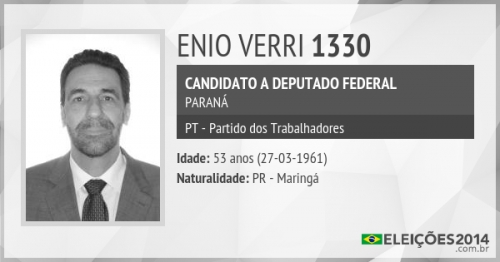 ENIO VERRI 1330
CANDIDATO A DEPUTADO FEDERAL
PARANÁ
PT - Partido dos Trabalhadores
Idade: 53 anos (27-03-1961)
Naturalidade: PR - Maringá
ELEIÇÕES2014
.com.br